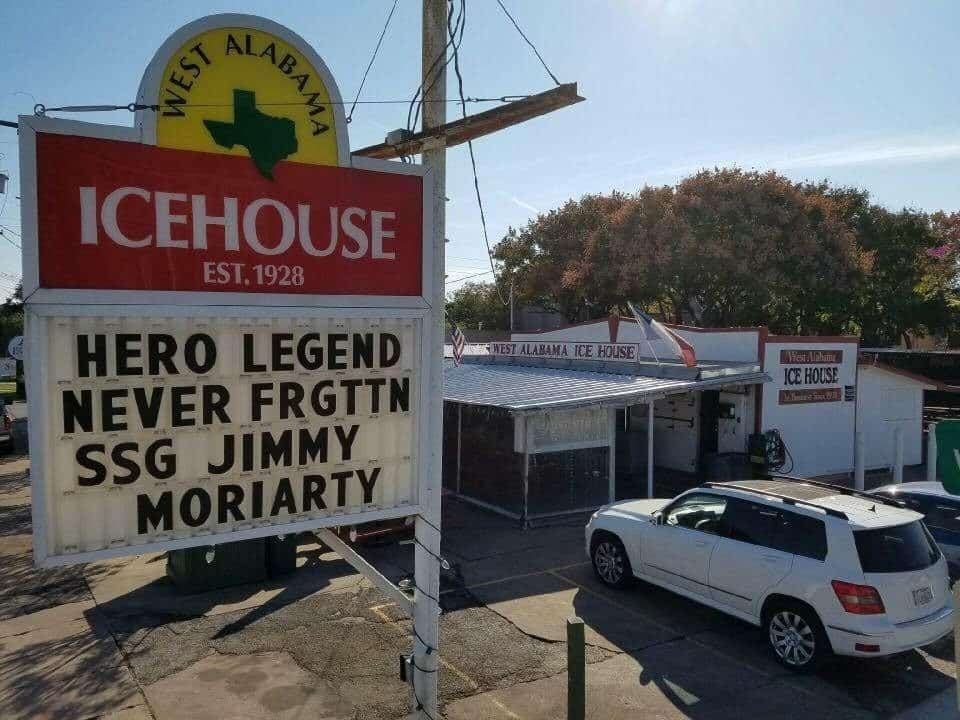 WEST ALABAMA
ICEHOUSE
EST. 1928
HERO LEGEND
NEVER FRGTTN
SSG JIMMY
MORIARTY
WEST ALABAMA ICE HOUSE
West Alabama
ICE HOUSE